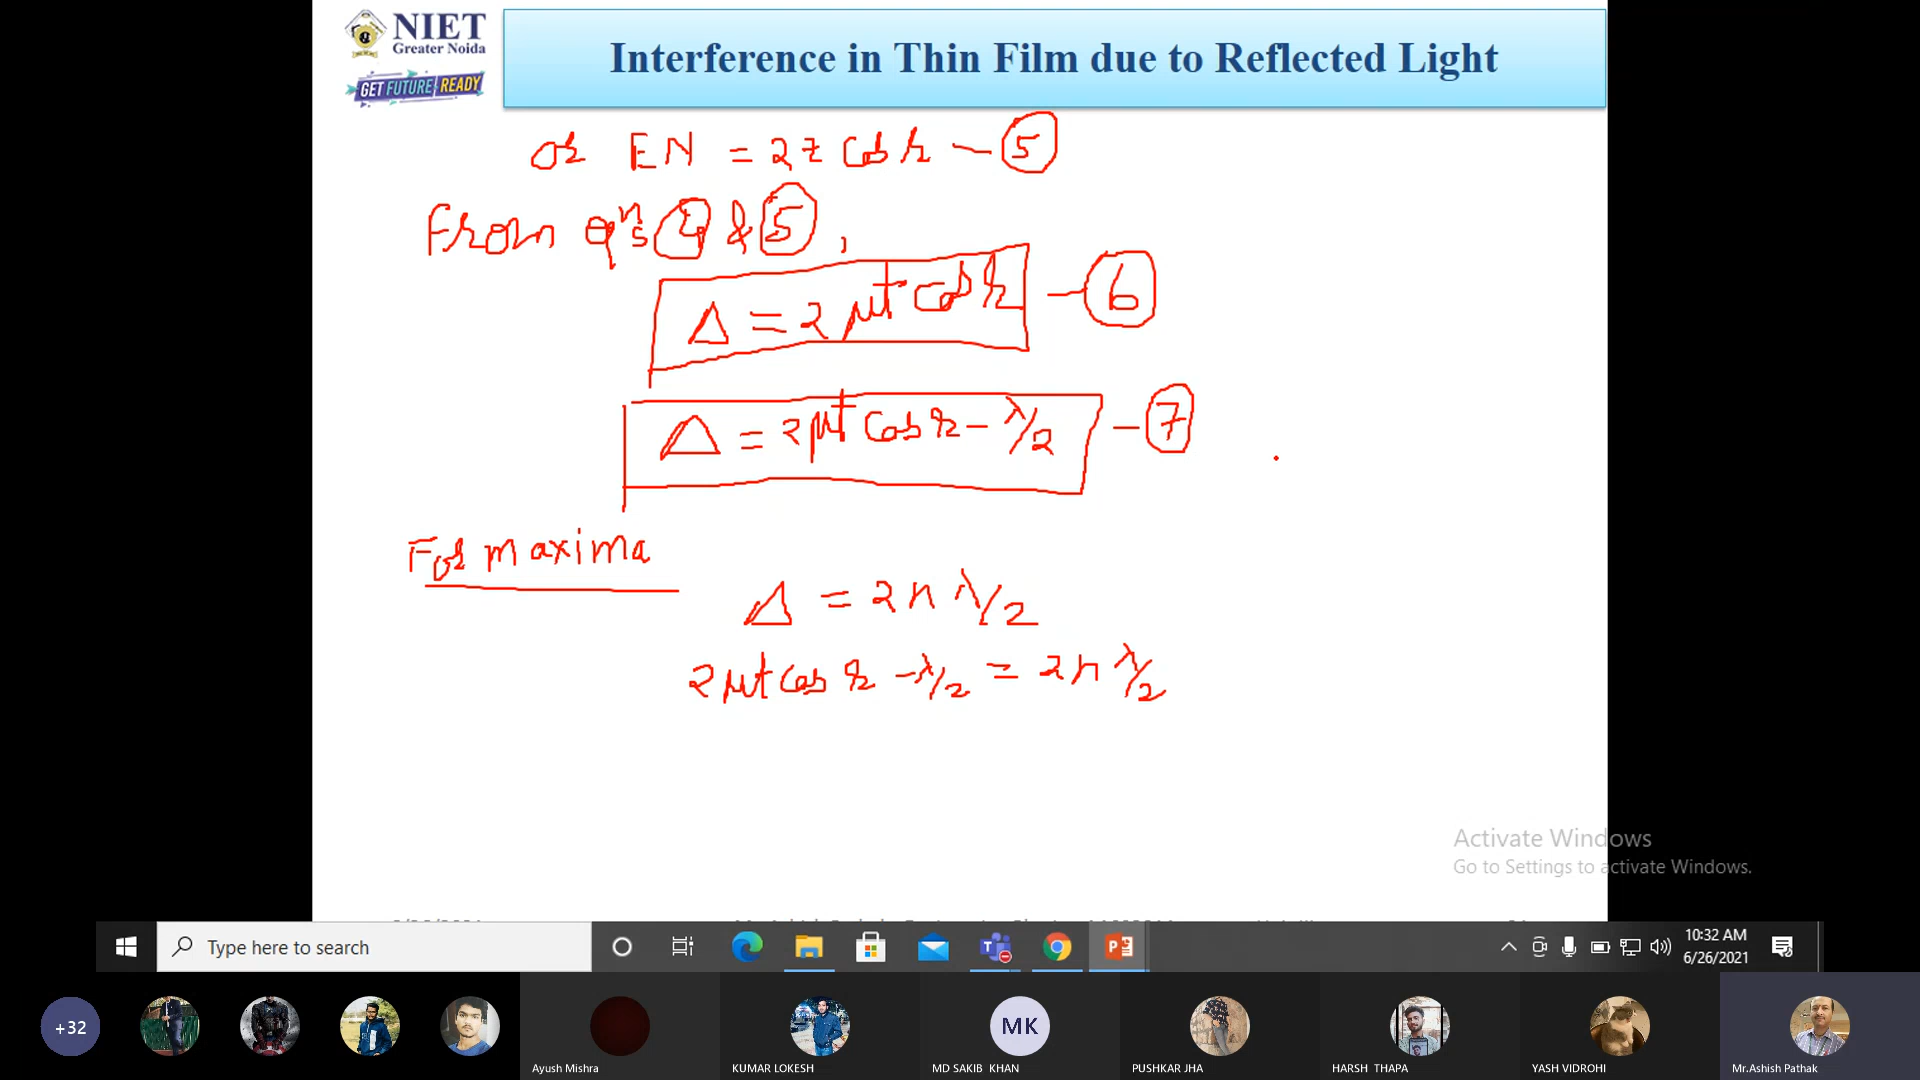 NIET
Greater Noida
GET FUTURE READY
Interference in Thin Film due to Reflected Light
or EN = 2t cos r — 5
From eqns 4 & 5,
Δ = 2μt cos r — 6
Δ = 2μt cos r - λ/2 — 7
For maxima
Δ = 2n λ/2
2μt cos r - λ/2 = 2n λ/2
Activate Windows
Go to Settings to activate Windows.
Type here to search
10:32 AM
6/26/2021
+32
MK
Ayush Mishra
KUMAR LOKESH
MD SAKIB KHAN
PUSHKAR JHA
HARSH THAPA
YASH VIDROHI
Mr.Ashish Pathak